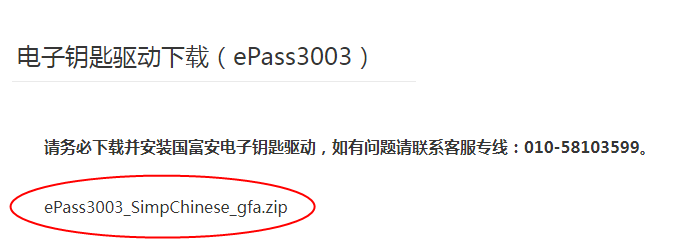 电子钥匙驱动下载（ePass3003）
请务必下载并安装国富安电子钥匙驱动，如有问题请联系客服专线：010-58103599。
ePass3003_SimpChinese_gfa.zip